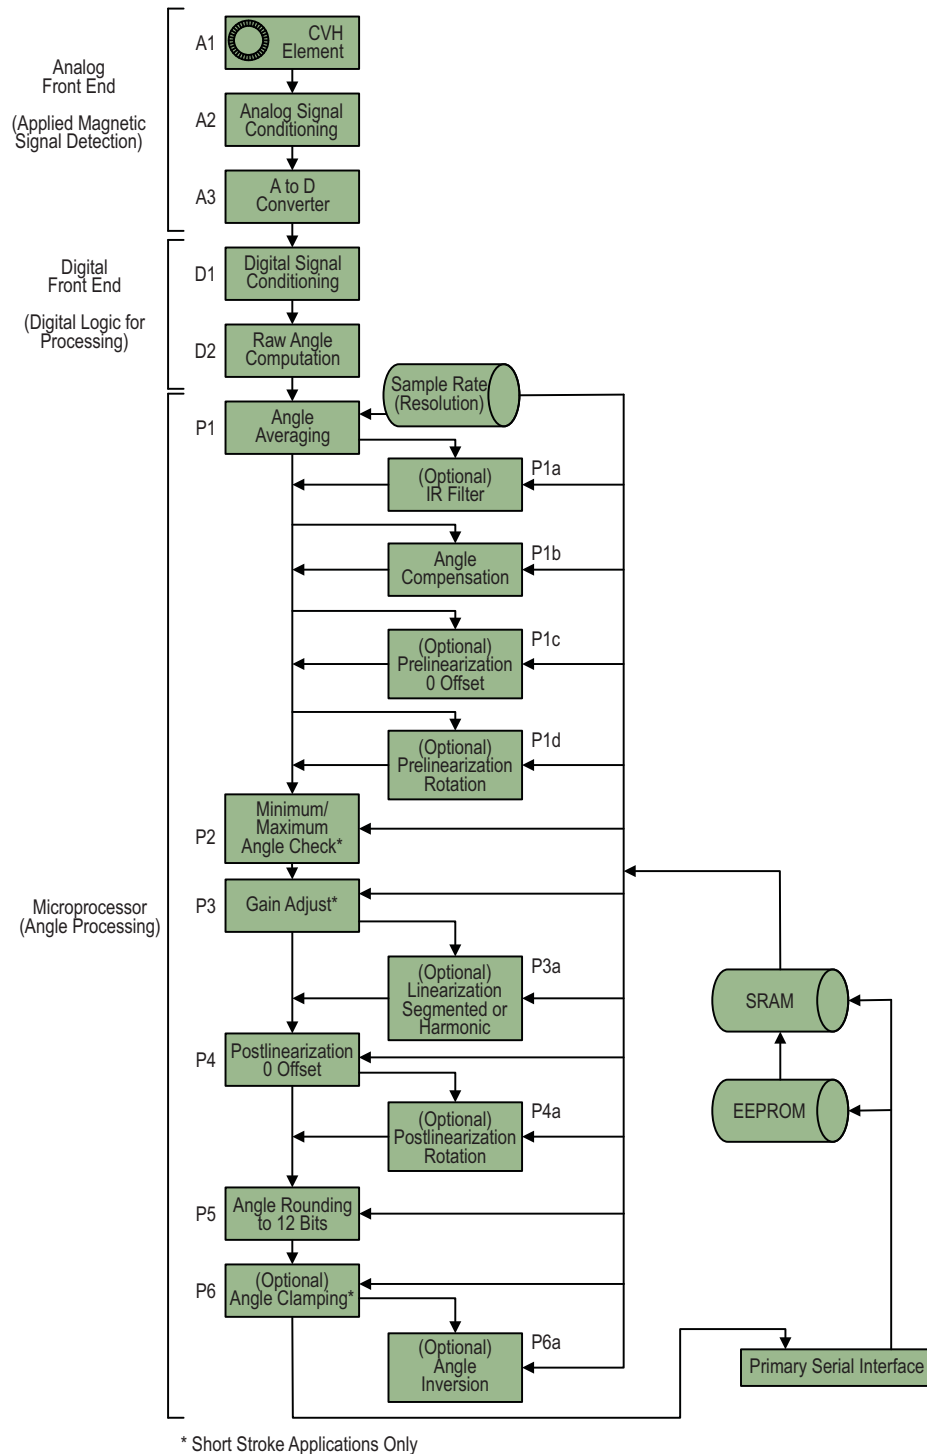 Analog
Front End
(Applied Magnetic
Signal Detection)
A1
CVH
Element
A2
Analog Signal
Conditioning
A3
A to D
Converter
Digital
Front End
(Digital Logic for
Processing)
D1
Digital Signal
Conditioning
D2
Raw Angle
Computation
Sample Rate
(Resolution)
P1
Angle
Averaging
P1a
(Optional)
IR Filter
P1b
Angle
Compensation
P1c
(Optional)
Prelinearization
0 Offset
P1d
(Optional)
Prelinearization
Rotation
P2
Minimum/
Maximum
Angle Check*
Microprocessor
(Angle Processing)
P3
Gain Adjust*
P3a
(Optional)
Linearization
Segmented or
Harmonic
SRAM
P4
Postlinearization
0 Offset
EEPROM
P4a
(Optional)
Postlinearization
Rotation
P5
Angle Rounding
to 12 Bits
P6
(Optional)
Angle Clamping*
P6a
(Optional)
Angle
Inversion
Primary Serial Interface
* Short Stroke Applications Only